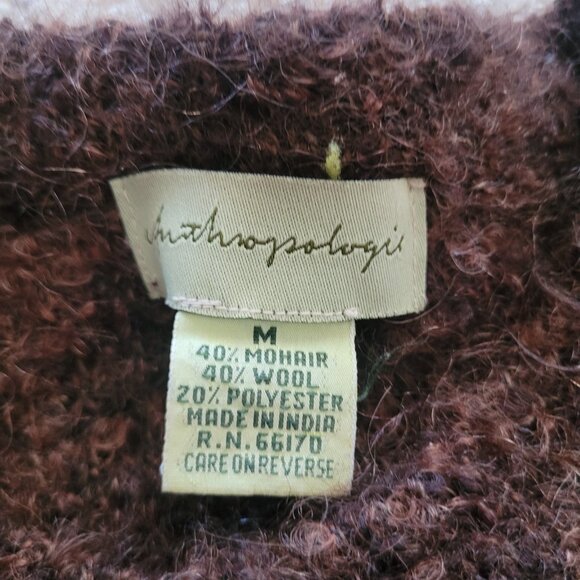 Anthropologie
M
40% MOHAIR
40% WOOL
20% POLYESTER
MADE IN INDIA
R.N. 66170
CARE ON REVERSE